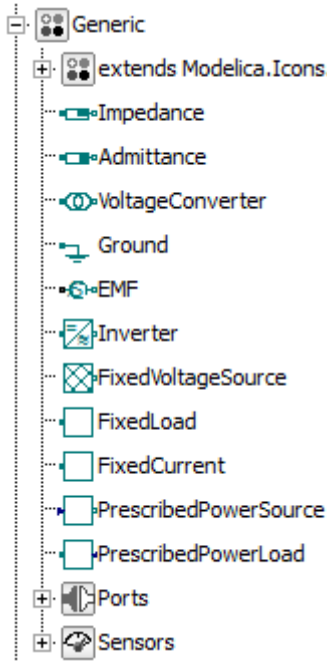 Generic
extends Modelica.Icons
Impedance
Admittance
VoltageConverter
Ground
EMF
Inverter
FixedVoltageSource
FixedLoad
FixedCurrent
PrescribedPowerSource
PrescribedPowerLoad
Ports
Sensors